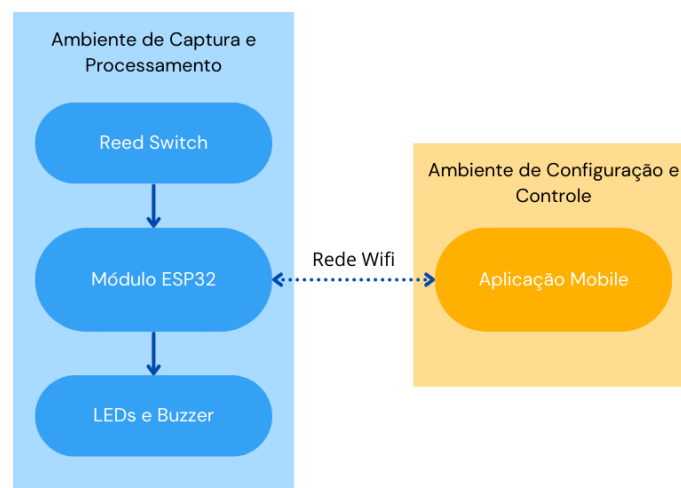 Ambiente de Captura e
Processamento
Reed Switch
Módulo ESP32
LEDs e Buzzer
Rede Wifi
Ambiente de Configuração e
Controle
Aplicação Mobile